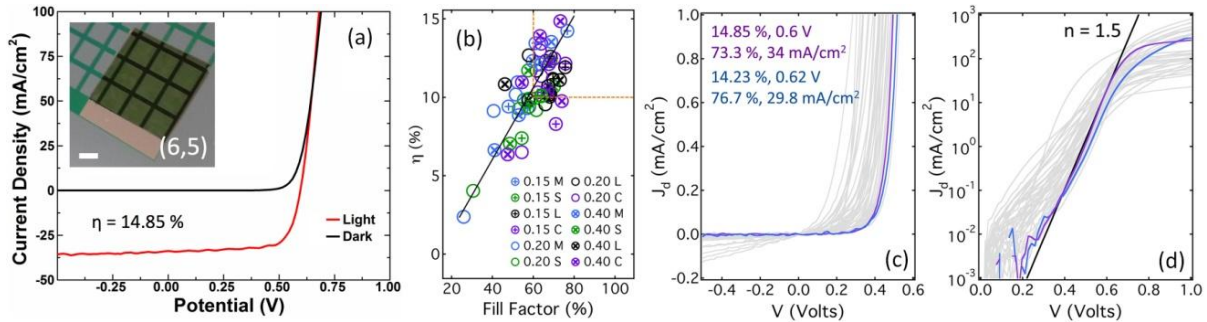 (a)
100
75
50
25
0
-25
50
Current Density (mA/cm²)
(6,5)
η = 14.85 %
Light
Dark
-0.25 0.00 0.25 0.50 0.75 1.00
Potential (V)
(b)
15
10
5
0
η (%)
0.15 M 0.20 L
0.15 S 0.20 C
0.15 L 0.40 M
0.15 C 0.40 S
0.20 M 0.40 L
0.20 S 0.40 C
20 40 60 80 100
Fill Factor (%)
14.85 %, 0.6 V
73.3 %, 34 mA/cm²
14.23 %, 0.62 V
76.7 %, 29.8 mA/cm²
1.0
0.8
0.6
0.4
0.2
0.0
-0.2
J_d (mA/cm²)
(c)
-0.4 0.0 0.4 0.6
V (Volts)
n = 1.5
10³
10²
10¹
10⁰
10⁻¹
10⁻²
10⁻³
J_d (mA/cm²)
(d)
0.0 0.2 0.4 0.6 0.8 1.0
V (Volts)